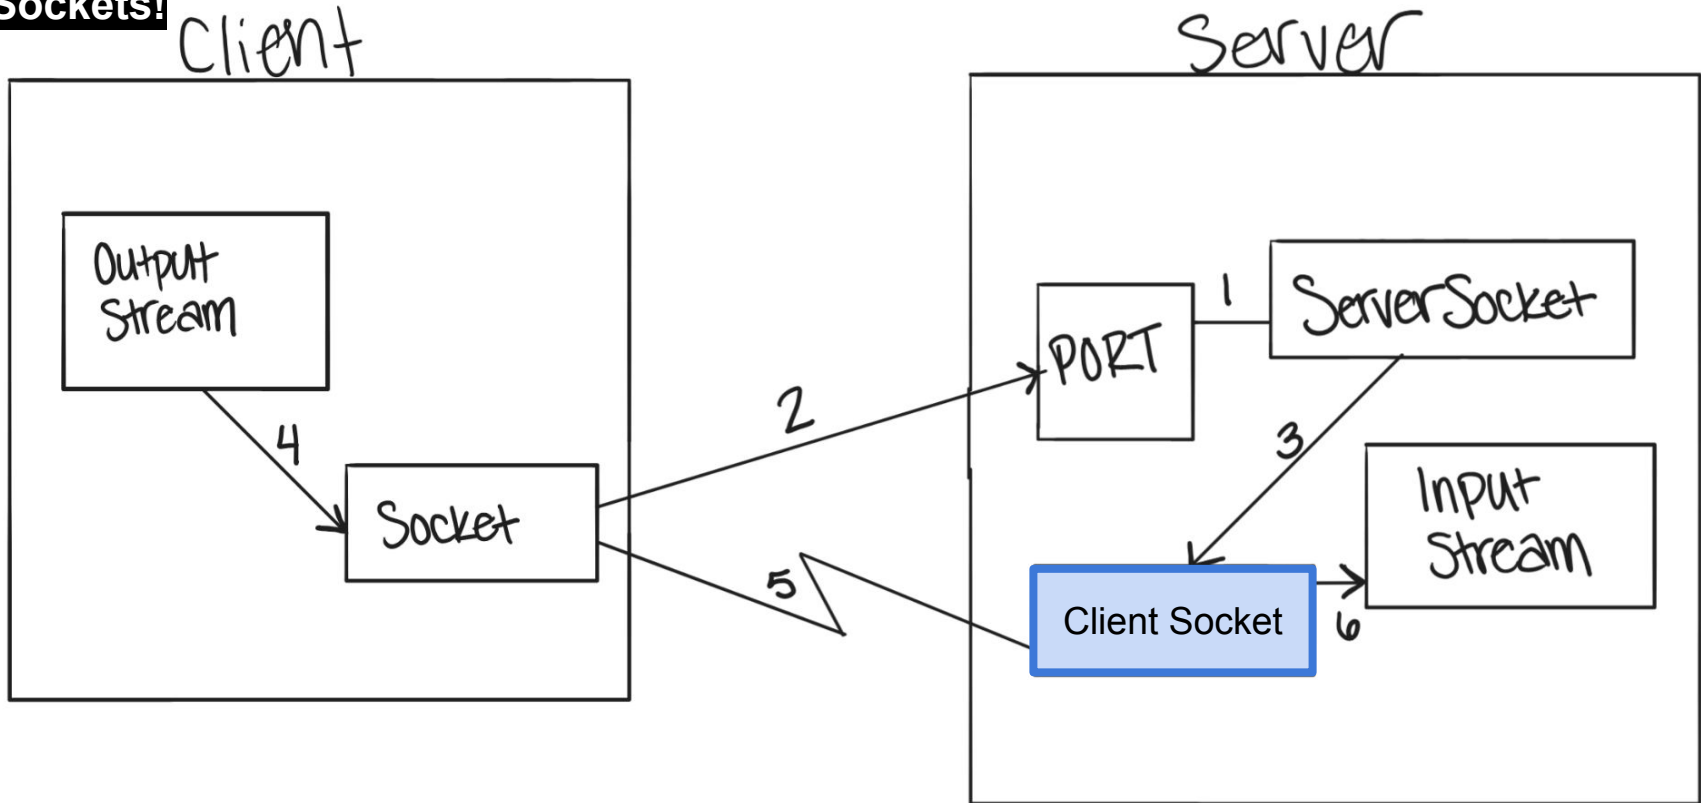 Sockets!
Client
Server
Output
Stream
4
Socket
2
5
PORT
1
ServerSocket
3
Input
Stream
Client Socket
6